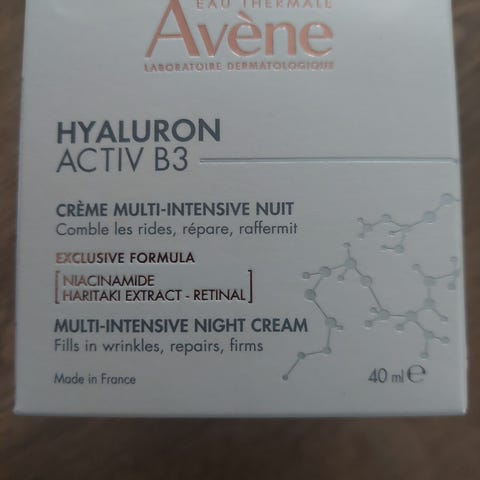 EAU THERMALE
Avène
LABORATOIRE DERMATOLOGIQUE
HYALURON
ACTIV B3
CRÈME MULTI-INTENSIVE NUIT
Comble les rides, répare, raffermit
EXCLUSIVE FORMULA
[NIACINAMIDE
HARITAKI EXTRACT - RETINAL]
MULTI-INTENSIVE NIGHT CREAM
Fills in wrinkles, repairs, firms
Made in France
40 ml ℮